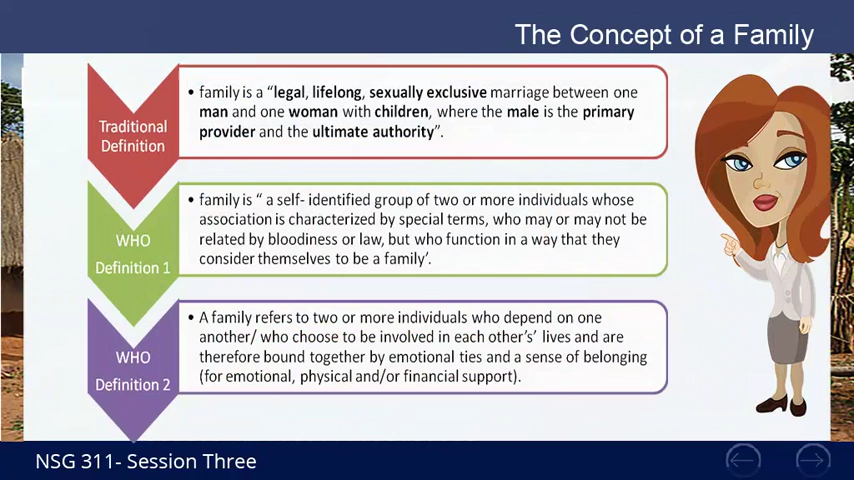 The Concept of a Family
Traditional
Definition
• family is a “legal, lifelong, sexually exclusive marriage between one
man and one woman with children, where the male is the primary
provider and the ultimate authority”.
WHO
Definition 1
• family is “ a self- identified group of two or more individuals whose
association is characterized by special terms, who may or may not be
related by bloodiness or law, but who function in a way that they
consider themselves to be a family’.
WHO
Definition 2
• A family refers to two or more individuals who depend on one
another/ who choose to be involved in each other’s’ lives and are
therefore bound together by emotional ties and a sense of belonging
(for emotional, physical and/or financial support).
NSG 311- Session Three